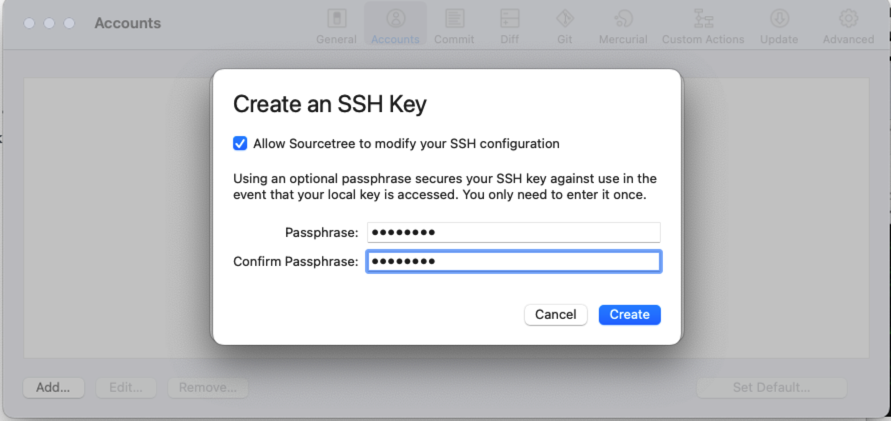 Accounts
General Accounts Commit Diff Git Mercurial Custom Actions Update Advanced
Create an SSH Key
Allow Sourcetree to modify your SSH configuration
Using an optional passphrase secures your SSH key against use in the
event that your local key is accessed. You only need to enter it once.
Passphrase: ••••••••
Confirm Passphrase: ••••••••
Cancel Create
Add... Edit... Remove... Set Default...